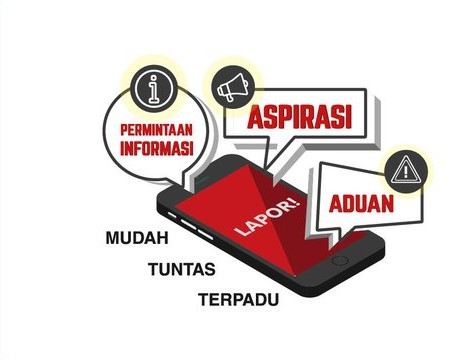 PERMINTAAN
INFORMASI
ASPIRASI
ADUAN
LAPOR!
MUDAH
TUNTAS
TERPADU